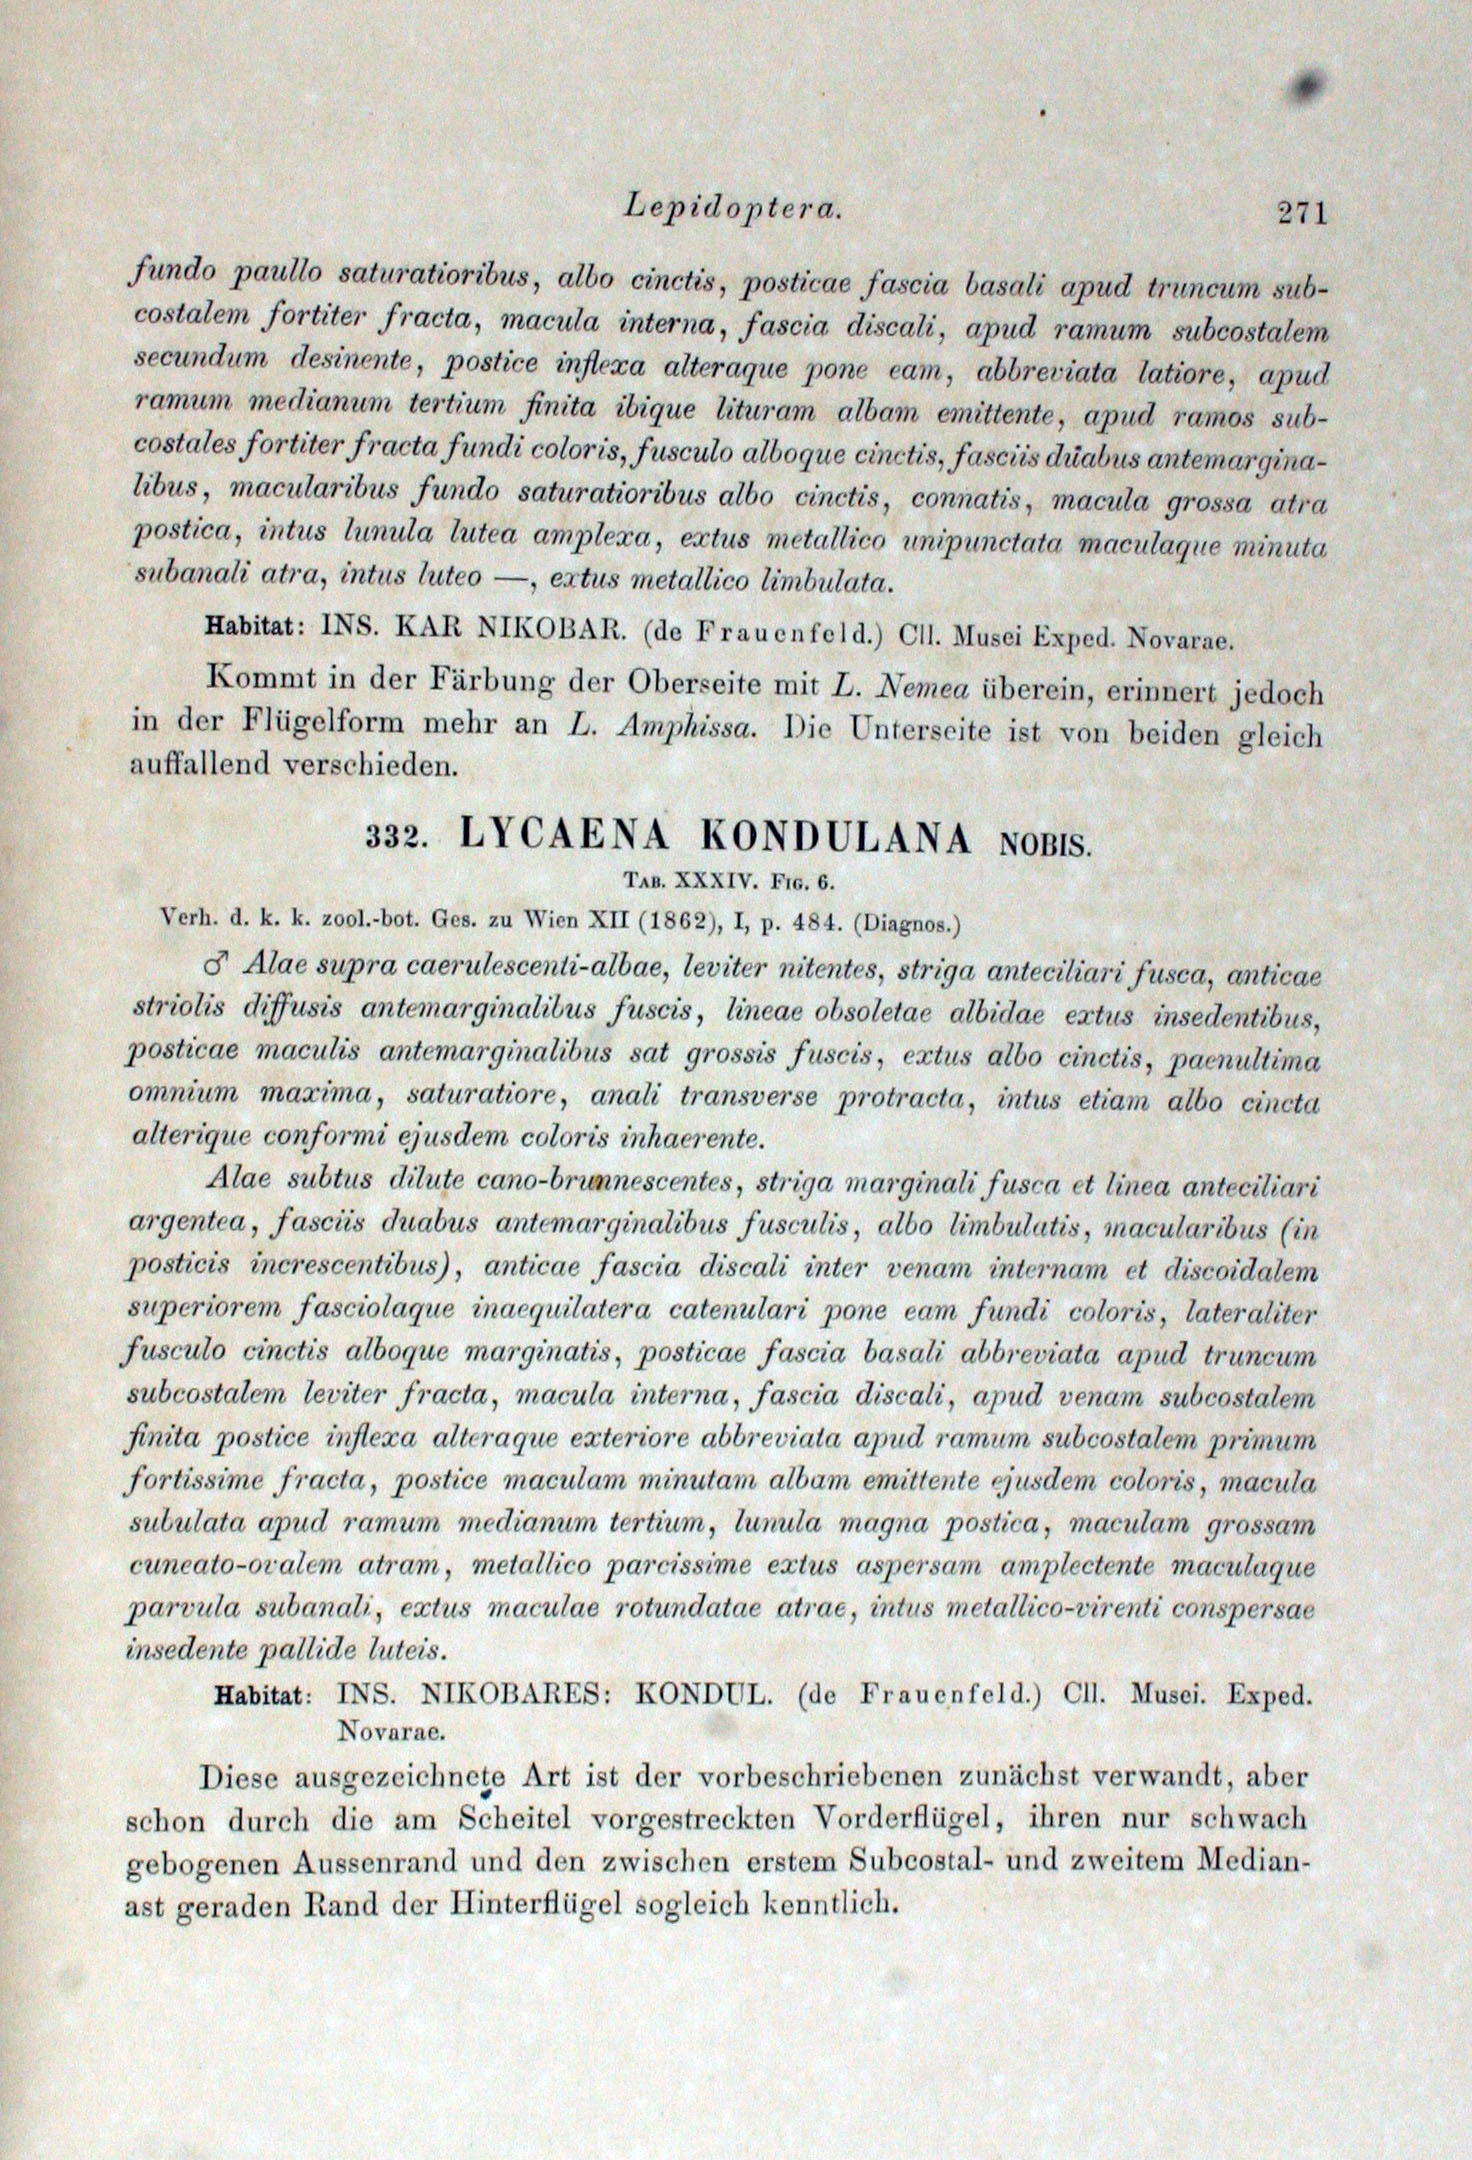 Lepidoptera. 271
fundo paullo saturatioribus, albo cinctis, posticae fascia basali apud truncum sub-
costalem fortiter fracta, macula interna, fascia discali, apud ramum subcostalem
secundum desinente, postice inflexa alteraque pone eam, abbreviata latiore, apud
ramum medianum tertium finita ibique lituram albam emittente, apud ramos sub-
costales fortiter fracta fundi coloris, fusculo alboque cinctis, fasciis duabus antemargina-
libus, macularibus fundo saturatioribus albo cinctis, connatis, macula grossa atra
postica, intus lunula lutea amplexa, extus metallico unipunctata maculaque minuta
subanali atra, intus luteo —, extus metallico limbulata.
Habitat: INS. KAR NIKOBAR. (de Frauenfeld.) Cll. Musei Exped. Novarae.
Kommt in der Färbung der Oberseite mit L. Nemea überein, erinnert jedoch
in der Flügelform mehr an L. Amphissa. Die Unterseite ist von beiden gleich
auffallend verschieden.
332. LYCAENA KONDULANA NOBIS.
TAB. XXXIV. FIG. 6.
Verh. d. k. k. zool.-bot. Ges. zu Wien XII (1862), I, p. 484. (Diagnos.)
♂ Alae supra caerulescenti-albae, leviter nitentes, striga anteciliari fusca, anticae
striolis diffusis antemarginalibus fuscis, lineae obsoletae albidae extus insedentibus,
posticae maculis antemarginalibus sat grossis fuscis, extus albo cinctis, paenultima
omnium maxima, saturatiore, anali transverse protracta, intus etiam albo cincta
alterique conformi ejusdem coloris inhaerente.
Alae subtus dilute cano-brunnescentes, striga marginali fusca et linea anteciliari
argentea, fasciis duabus antemarginalibus fusculis, albo limbulatis, macularibus (in
posticis increscentibus), anticae fascia discali inter venam internam et discoidalem
superiorem fasciolaque inaequilatera catenulari pone eam fundi coloris, lateraliter
fusculo cinctis alboque marginatis, posticae fascia basali abbreviata apud truncum
subcostalem leviter fracta, macula interna, fascia discali, apud venam subcostalem
finita postice inflexa alteraque exteriore abbreviata apud ramum subcostalem primum
fortissime fracta, postice maculam minutam albam emittente ejusdem coloris, macula
subulata apud ramum medianum tertium, lunula magna postica, maculam grossam
cuneato-ovalem atram, metallico parcissime extus aspersam amplectente maculaque
parvula subanali, extus maculae rotundatae atrae, intus metallico-virenti conspersae
insedente pallide luteis.
Habitat: INS. NIKOBARES: KONDUL. (de Frauenfeld.) Cll. Musei. Exped.
Novarae.
Diese ausgezeichnete Art ist der vorbeschriebenen zunächst verwandt, aber
schon durch die am Scheitel vorgestreckten Vorderflügel, ihren nur schwach
gebogenen Aussenrand und den zwischen erstem Subcostal- und zweitem Median-
ast geraden Rand der Hinterflügel sogleich kenntlich.